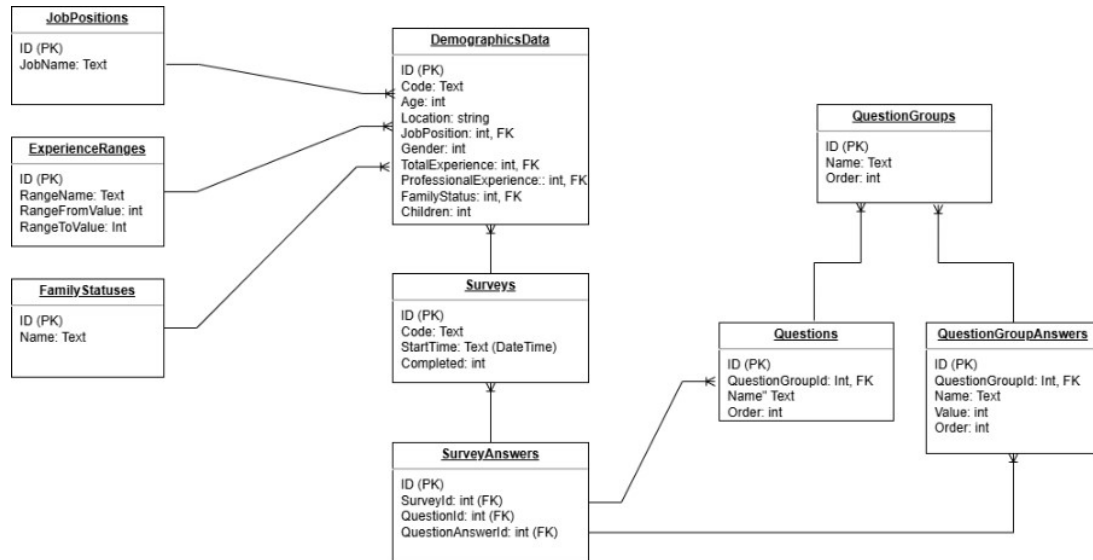 JobPositions
ID (PK)
JobName: Text
ExperienceRanges
ID (PK)
RangeName: Text
RangeFromValue: int
RangeToValue: Int
FamilyStatuses
ID (PK)
Name: Text
DemographicsData
ID (PK)
Code: Text
Age: int
Location: string
JobPosition: int, FK
Gender: int
TotalExperience: int, FK
ProfessionalExperience:: int, FK
FamilyStatus: int, FK
Children: int
Surveys
ID (PK)
Code: Text
StartTime: Text (DateTime)
Completed: int
SurveyAnswers
ID (PK)
SurveyId: int (FK)
QuestionId: int (FK)
QuestionAnswerId: int (FK)
QuestionGroups
ID (PK)
Name: Text
Order: int
Questions
ID (PK)
QuestionGroupId: Int, FK
Name" Text
Order: int
QuestionGroupAnswers
ID (PK)
QuestionGroupId: Int, FK
Name: Text
Value: int
Order: int